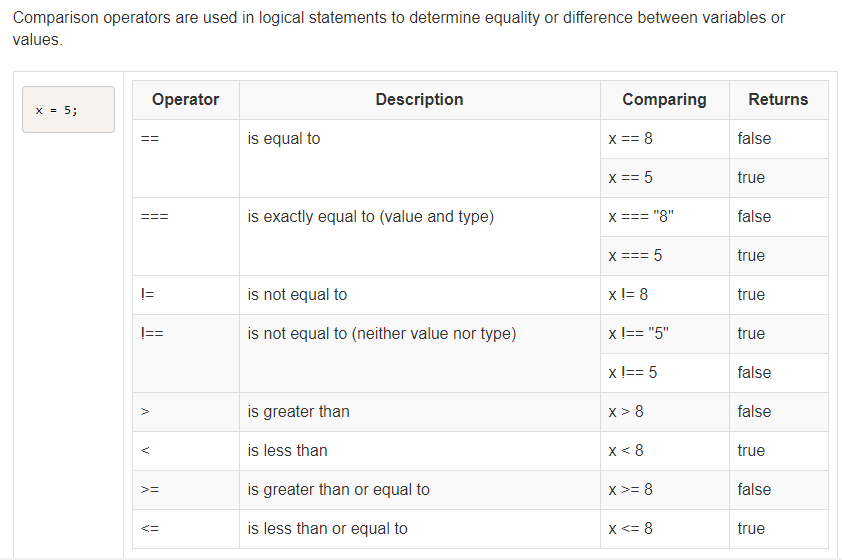 Comparison operators are used in logical statements to determine equality or difference between variables or
values.
x = 5;
Operator Description Comparing Returns
== is equal to x == 8 false
x == 5 true
=== is exactly equal to (value and type) x === "8" false
x === 5 true
!= is not equal to x != 8 true
!== is not equal to (neither value nor type) x !== "5" true
x !== 5 false
> is greater than x > 8 false
< is less than x < 8 true
>= is greater than or equal to x >= 8 false
<= is less than or equal to x <= 8 true